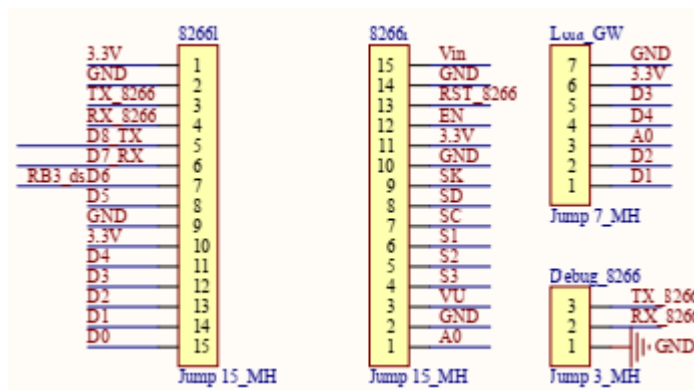 8266l
3.3V 1
GND 2
TX_8266 3
RX_8266 4
D8_TX 5
D7_RX 6
RB3_dsD6 7
D5 8
GND 9
3.3V 10
D4 11
D3 12
D2 13
D1 14
D0 15
Jump 15_MH
8266r
15 Vin
14 GND
13 RST_8266
12 EN
11 3.3V
10 GND
9 SK
8 SD
7 SC
6 S1
5 S2
4 S3
3 VU
2 GND
1 A0
Jump 15_MH
Lora_GW
7 GND
6 3.3V
5 D3
4 D4
3 A0
2 D2
1 D1
Jump 7_MH
Debug_8266
3 TX_8266
2 RX_8266
1 GND
Jump 3_MH